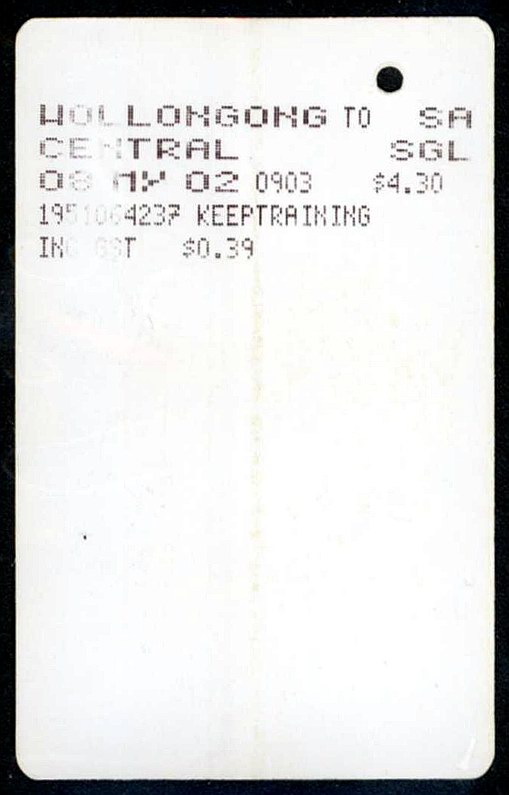 WOLLONGONG TO SA
CENTRAL SGL
08 MY 02 0903 $4.30
1951064237 KEEPTRAINING
INC GST $0.39